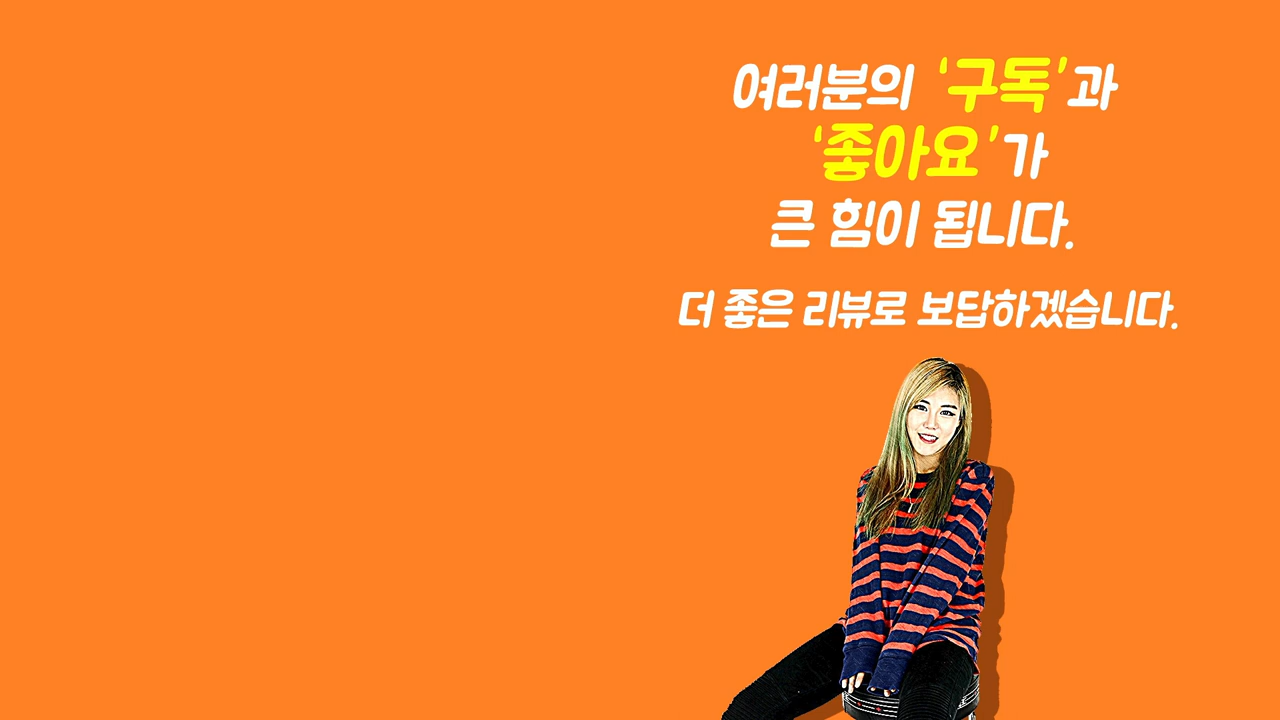 여러분의 '구독'과
'좋아요'가
큰 힘이 됩니다.
더 좋은 리뷰로 보답하겠습니다.